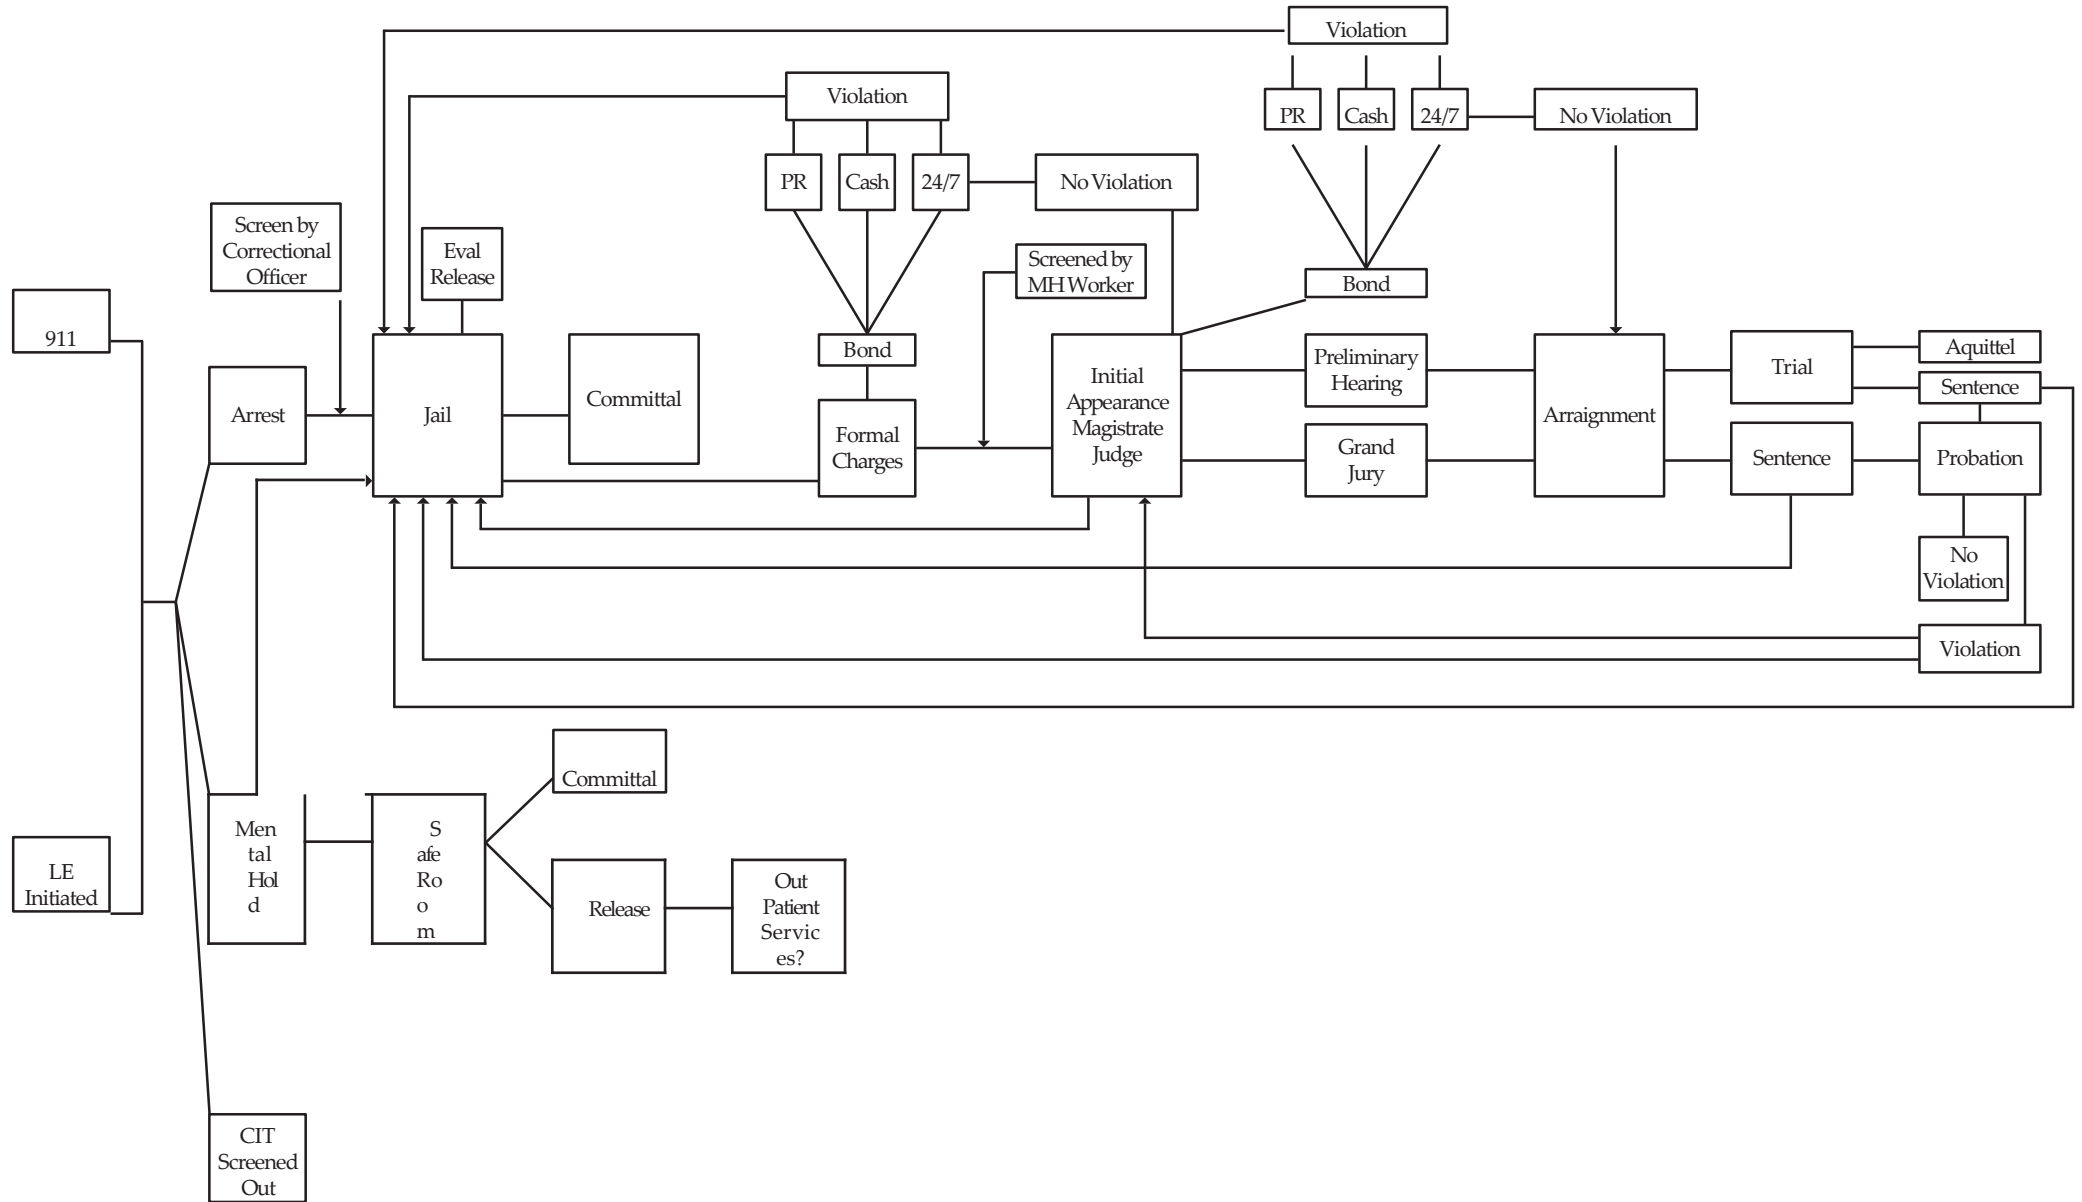 Violation
PR
Cash
24/7
No Violation
Violation
PR
Cash
24/7
No Violation
Screen by
Correctional
Officer
Eval
Release
Screened by
MH Worker
Bond
911
Bond
Arrest
Jail
Committal
Formal
Charges
Initial
Appearance
Magistrate
Judge
Preliminary
Hearing
Grand
Jury
Arraignment
Trial
Aquittel
Sentence
Sentence
Probation
No
Violation
Violation
Committal
LE
Initiated
Men
tal
Hol
d
S
afe
Ro
o
m
Release
Out
Patient
Servic
es?
CIT
Screened
Out